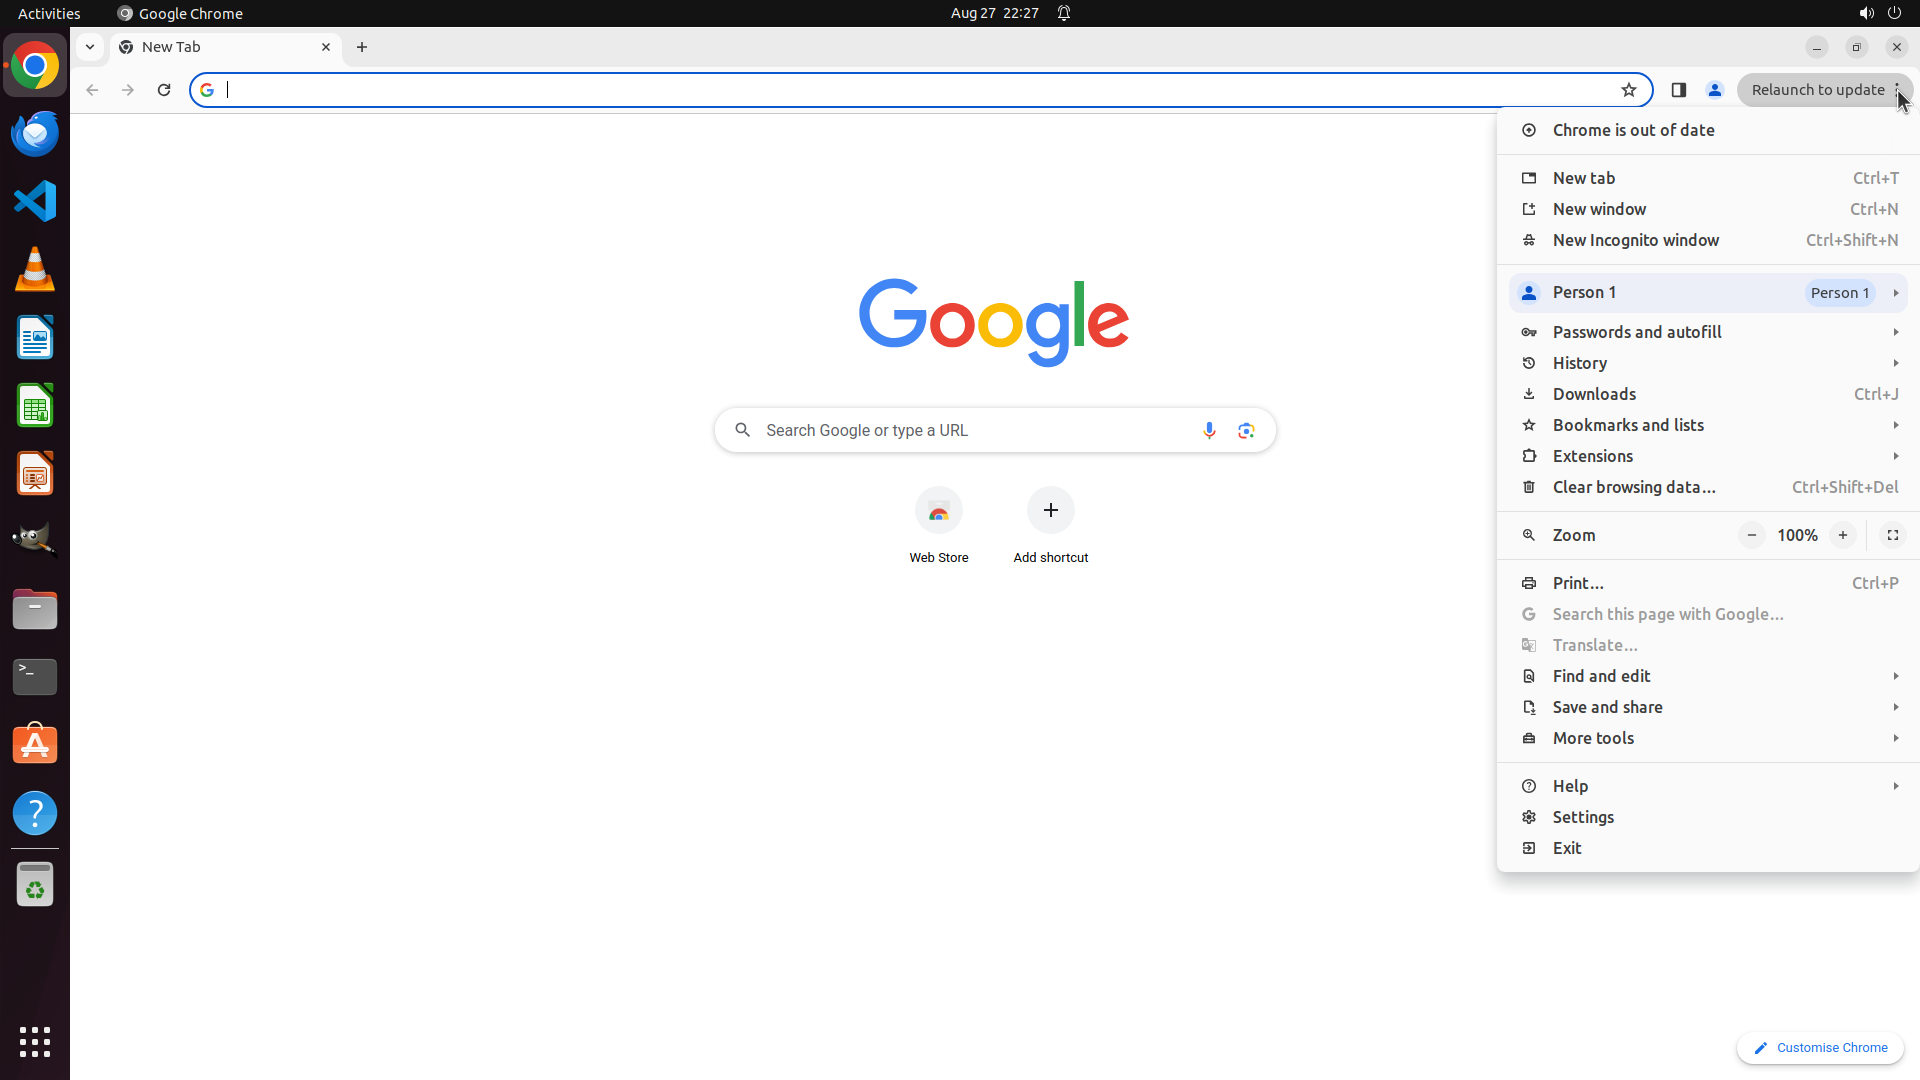 Activities
Google Chrome
Aug 27 22:27
New Tab
Relaunch to update
Chrome is out of date
New tab Ctrl+T
New window Ctrl+N
New Incognito window Ctrl+Shift+N
Person 1 Person 1
Passwords and autofill
History
Downloads Ctrl+J
Bookmarks and lists
Extensions
Clear browsing data... Ctrl+Shift+Del
Zoom − 100% +
Print... Ctrl+P
Search this page with Google...
Translate...
Find and edit
Save and share
More tools
Help
Settings
Exit
Google
Search Google or type a URL
Web Store
Add shortcut
Customise Chrome